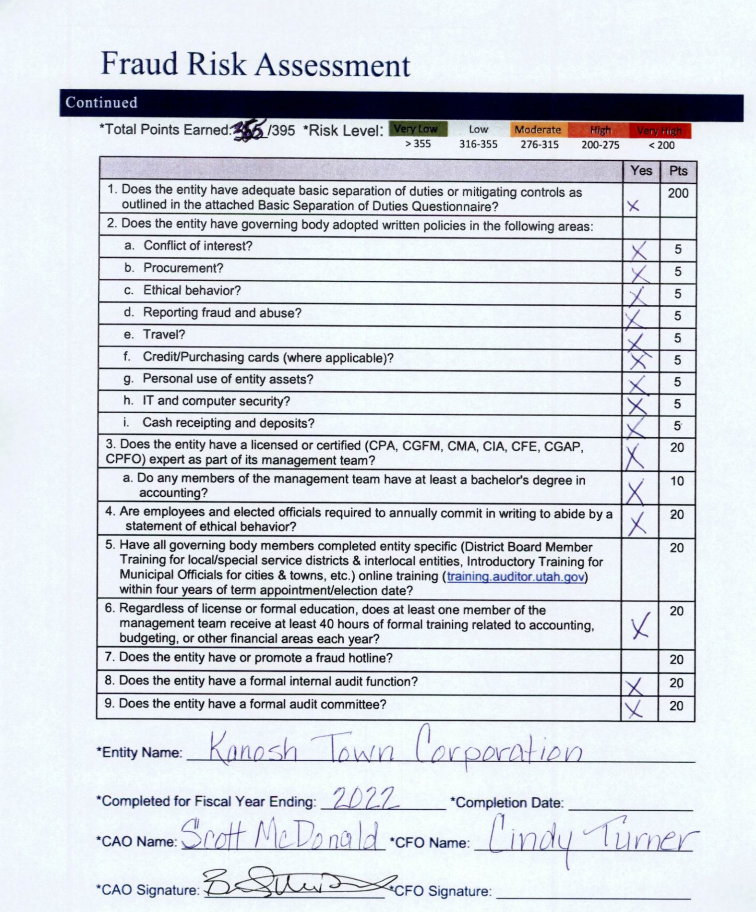 Fraud Risk Assessment
Continued
*Total Points Earned: 355 /395 *Risk Level: Very Low Low Moderate High Very High
> 355 316-355 276-315 200-275 < 200
Yes Pts
1. Does the entity have adequate basic separation of duties or mitigating controls as X 200
outlined in the attached Basic Separation of Duties Questionnaire?
2. Does the entity have governing body adopted written policies in the following areas:
a. Conflict of interest? X 5
b. Procurement? X 5
c. Ethical behavior? X 5
d. Reporting fraud and abuse? X 5
e. Travel? X 5
f. Credit/Purchasing cards (where applicable)? X 5
g. Personal use of entity assets? X 5
h. IT and computer security? X 5
i. Cash receipting and deposits? X 5
3. Does the entity have a licensed or certified (CPA, CGFM, CMA, CIA, CFE, CGAP, X 20
CPFO) expert as part of its management team?
a. Do any members of the management team have at least a bachelor's degree in X 10
accounting?
4. Are employees and elected officials required to annually commit in writing to abide by a X 20
statement of ethical behavior?
5. Have all governing body members completed entity specific (District Board Member 20
Training for local/special service districts & interlocal entities, Introductory Training for
Municipal Officials for cities & towns, etc.) online training (training.auditor.utah.gov)
within four years of term appointment/election date?
6. Regardless of license or formal education, does at least one member of the X 20
management team receive at least 40 hours of formal training related to accounting,
budgeting, or other financial areas each year?
7. Does the entity have or promote a fraud hotline? 20
8. Does the entity have a formal internal audit function? X 20
9. Does the entity have a formal audit committee? X 20
*Entity Name: Kanosh Town Corporation
*Completed for Fiscal Year Ending: 2022 *Completion Date:
*CAO Name: Scott McDonald *CFO Name: Cindy Turner
*CAO Signature: *CFO Signature: